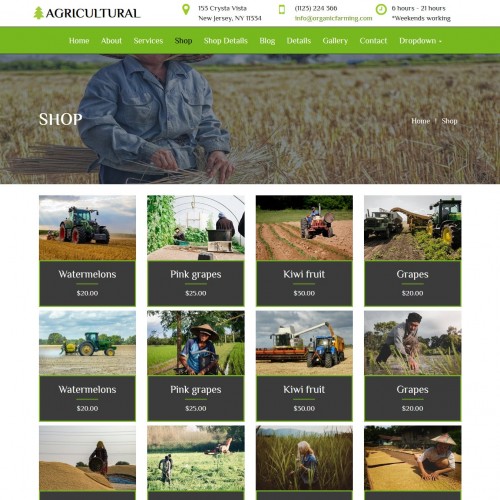 AGRICULTURAL
155 Crysta Vista
New Jersey, NY 11554
(1125) 224 566
info@organicfarming.com
6 hours - 21 hours
*Weekends working
Home About Services Shop Shop Details Blog Details Gallery Contact Dropdown
SHOP
Home / Shop
Watermelons Pink grapes Kiwi fruit Grapes
$20.00 $25.00 $50.00 $20.00
Watermelons Pink grapes Kiwi fruit Grapes
$20.00 $25.00 $50.00 $20.00